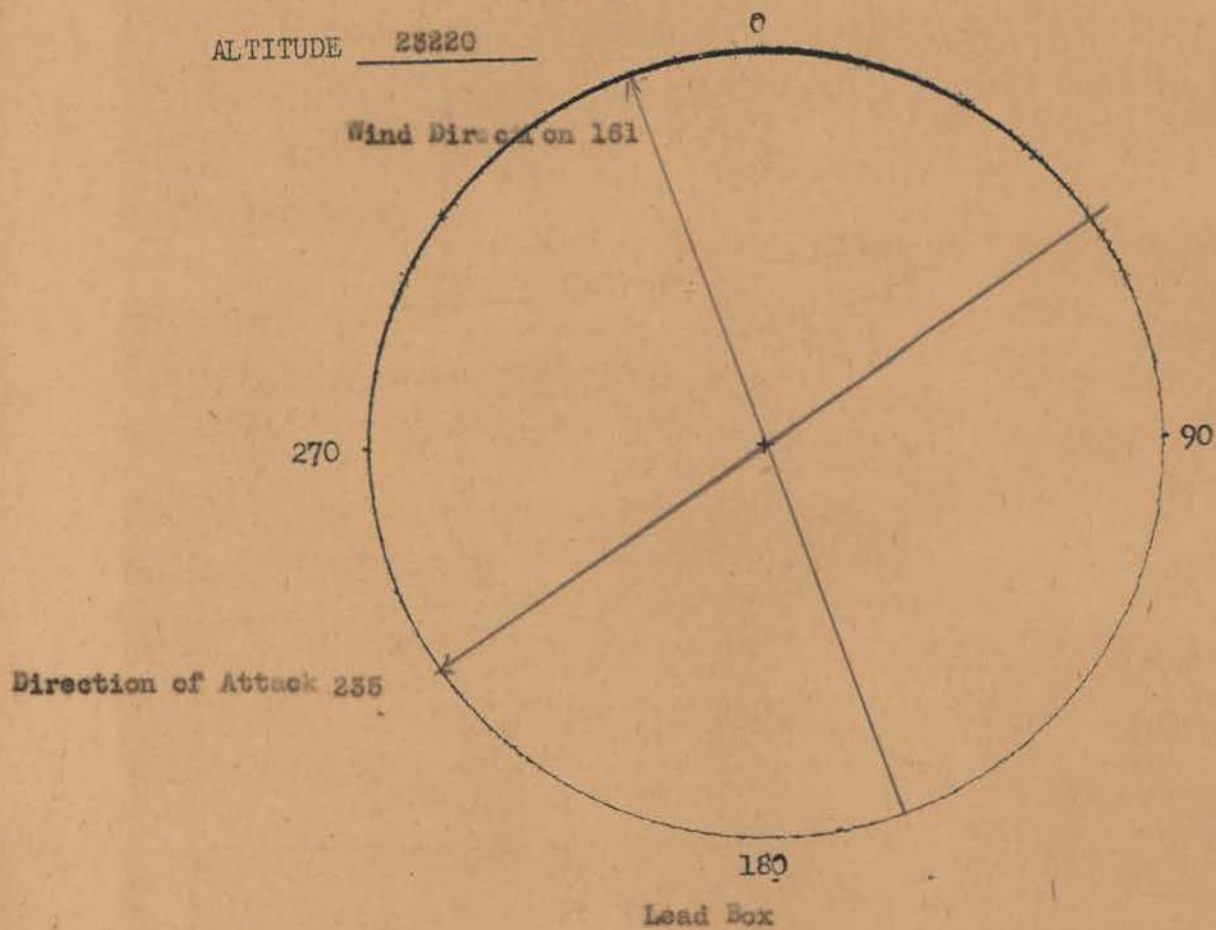 0
ALTITUDE 23220
Wind Direction 161
270
90
Direction of Attack 235
180
Lead Box